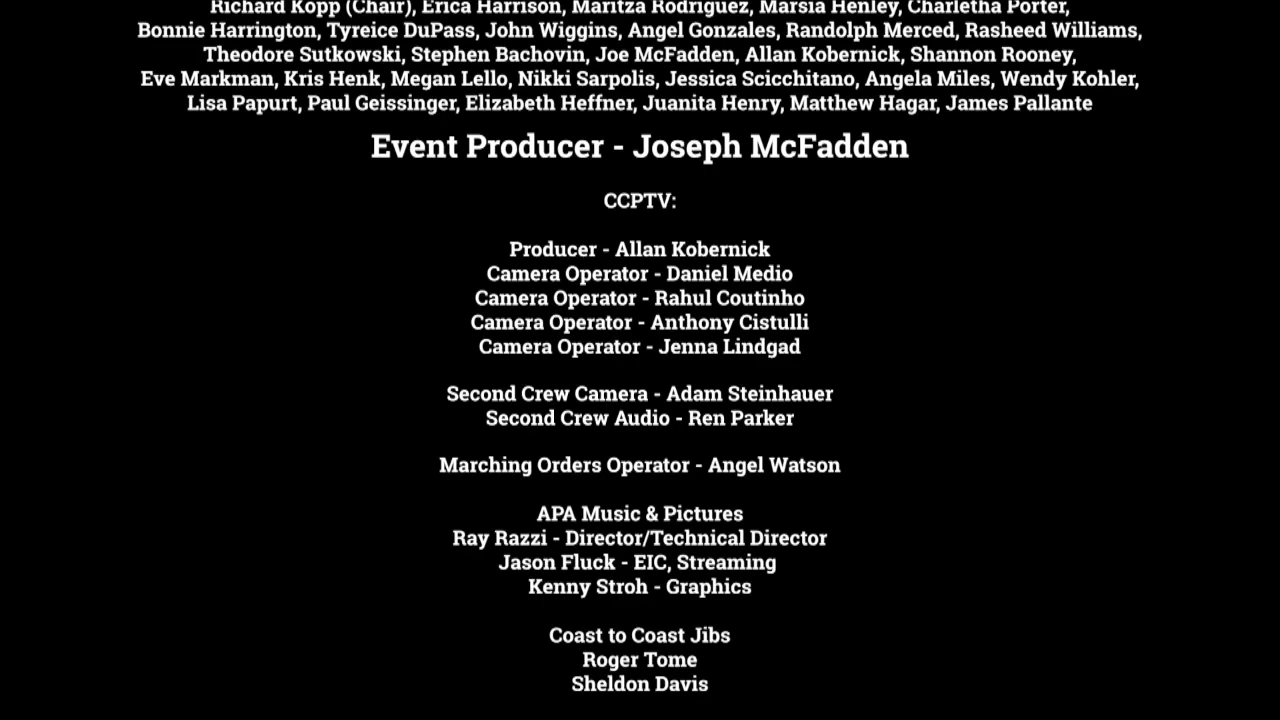 Richard Kopp (Chair), Erica Harrison, Maritza Rodriguez, Marsia Henley, Charletha Porter,
Bonnie Harrington, Tyreice DuPass, John Wiggins, Angel Gonzales, Randolph Merced, Rasheed Williams,
Theodore Sutkowski, Stephen Bachovin, Joe McFadden, Allan Kobernick, Shannon Rooney,
Eve Markman, Kris Henk, Megan Lello, Nikki Sarpolis, Jessica Scicchitano, Angela Miles, Wendy Kohler,
Lisa Papurt, Paul Geissinger, Elizabeth Heffner, Juanita Henry, Matthew Hagar, James Pallante
Event Producer - Joseph McFadden
CCPTV:
Producer - Allan Kobernick
Camera Operator - Daniel Medio
Camera Operator - Rahul Coutinho
Camera Operator - Anthony Cistulli
Camera Operator - Jenna Lindgad
Second Crew Camera - Adam Steinhauer
Second Crew Audio - Ren Parker
Marching Orders Operator - Angel Watson
APA Music & Pictures
Ray Razzi - Director/Technical Director
Jason Fluck - EIC, Streaming
Kenny Stroh - Graphics
Coast to Coast Jibs
Roger Tome
Sheldon Davis